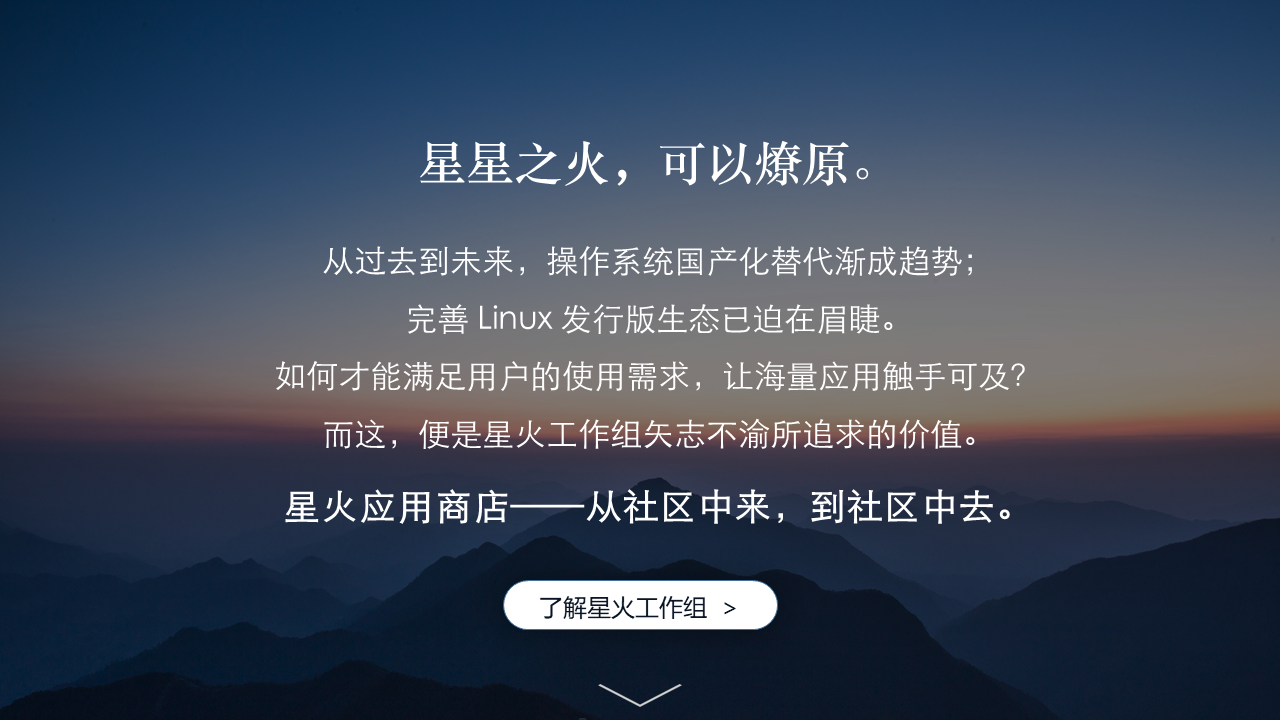 星星之火，可以燎原。
从过去到未来，操作系统国产化替代渐成趋势；
完善 Linux 发行版生态已迫在眉睫。
如何才能满足用户的使用需求，让海量应用触手可及？
而这，便是星火工作组矢志不渝所追求的价值。
星火应用商店——从社区中来，到社区中去。
了解星火工作组 >